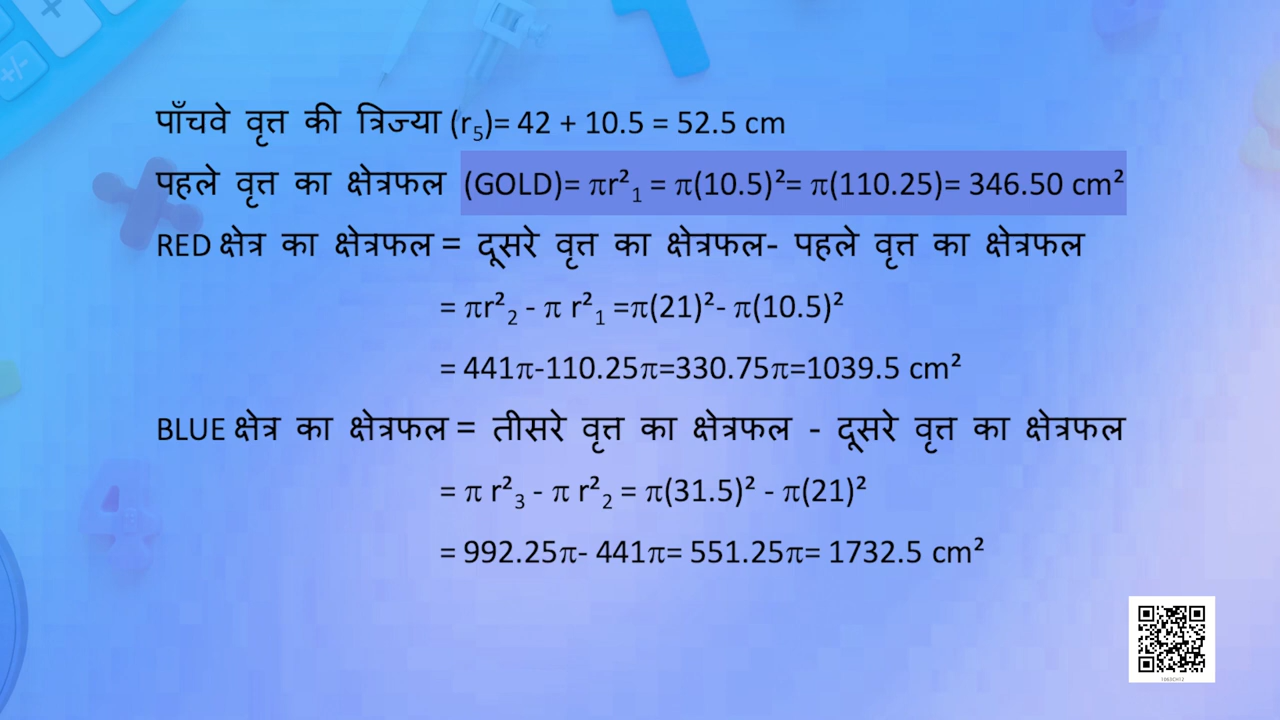 पाँचवे वृत्त की त्रिज्या (r₅)= 42 + 10.5 = 52.5 cm
पहले वृत्त का क्षेत्रफल (GOLD)= πr²₁ = π(10.5)²= π(110.25)= 346.50 cm²
RED क्षेत्र का क्षेत्रफल = दूसरे वृत्त का क्षेत्रफल- पहले वृत्त का क्षेत्रफल
= πr²₂ - π r²₁ =π(21)²- π(10.5)²
= 441π-110.25π=330.75π=1039.5 cm²
BLUE क्षेत्र का क्षेत्रफल = तीसरे वृत्त का क्षेत्रफल - दूसरे वृत्त का क्षेत्रफल
= π r²₃ - π r²₂ = π(31.5)² - π(21)²
= 992.25π- 441π= 551.25π= 1732.5 cm²
1065CH12